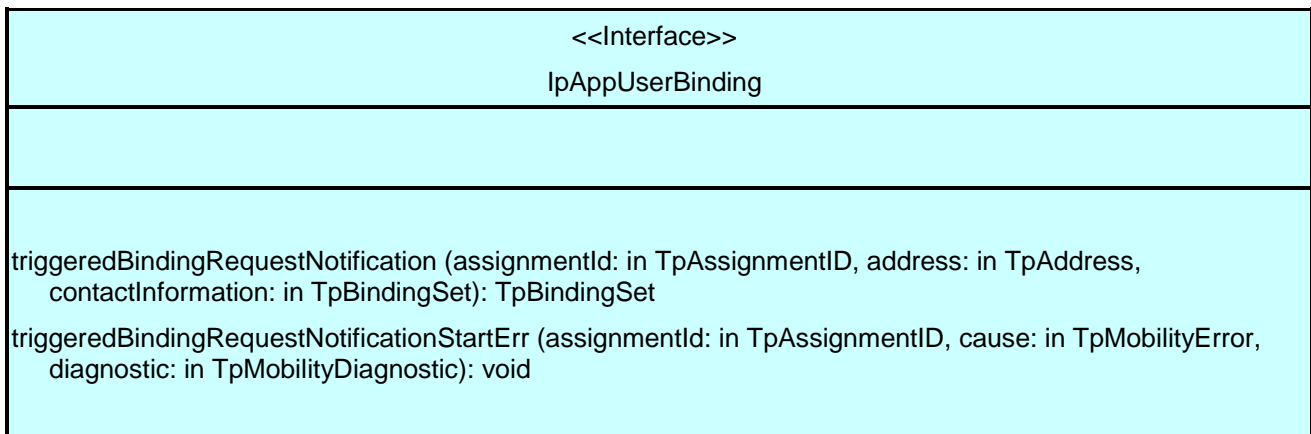 <<Interface>>
IpAppUserBinding
triggeredBindingRequestNotification (assignmentId: in TpAssignmentID, address: in TpAddress,
contactInformation: in TpBindingSet): TpBindingSet
triggeredBindingRequestNotificationStartErr (assignmentId: in TpAssignmentID, cause: in TpMobilityError,
diagnostic: in TpMobilityDiagnostic): void